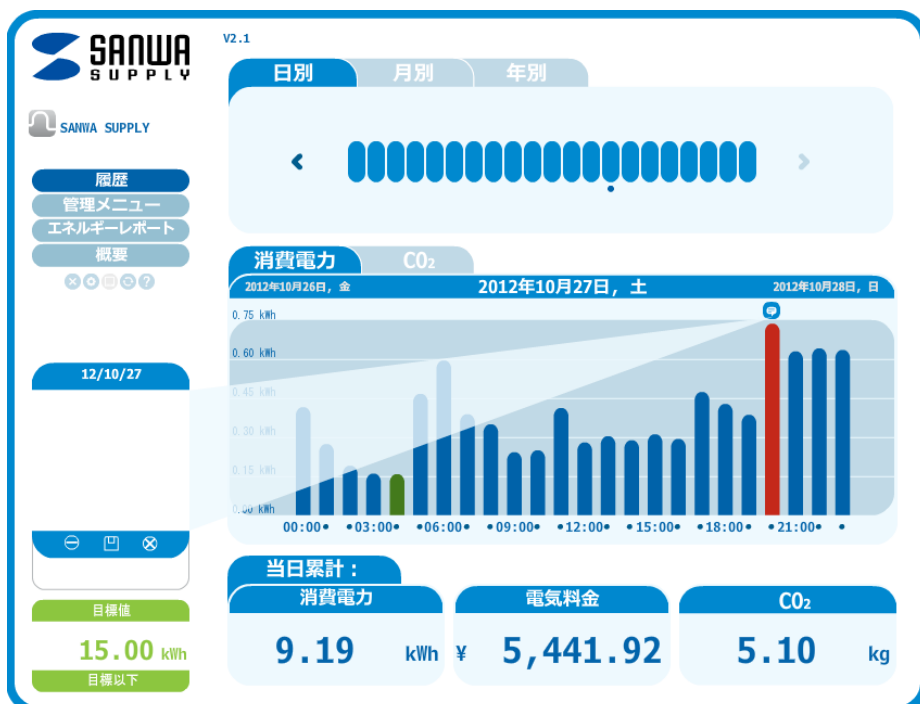 SANWA
SUPPLY
V2.1
日別
月別
年別
SANWA SUPPLY
履歴
管理メニュー
エネルギーレポート
概要
消費電力
CO₂
2012年10月26日, 金
2012年10月27日, 土
2012年10月28日, 日
0.75 kWh
0.60 kWh
0.45 kWh
0.30 kWh
0.15 kWh
0.00 kWh
00:00
03:00
06:00
09:00
12:00
15:00
18:00
21:00
12/10/27
目標値
15.00 kWh
目標以下
当日累計：
消費電力
電気料金
CO₂
9.19 kWh
¥ 5,441.92
5.10 kg